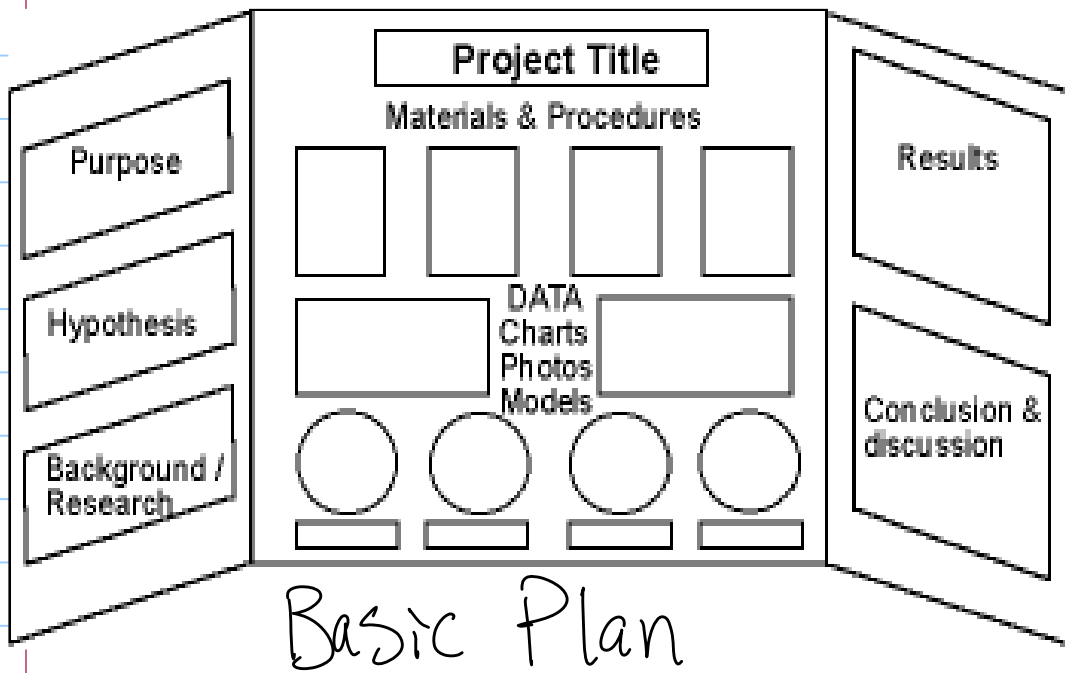 Purpose
Hypothesis
Background /
Research
Project Title
Materials & Procedures
DATA
Charts
Photos
Models
Results
Conclusion &
discussion
Basic Plan